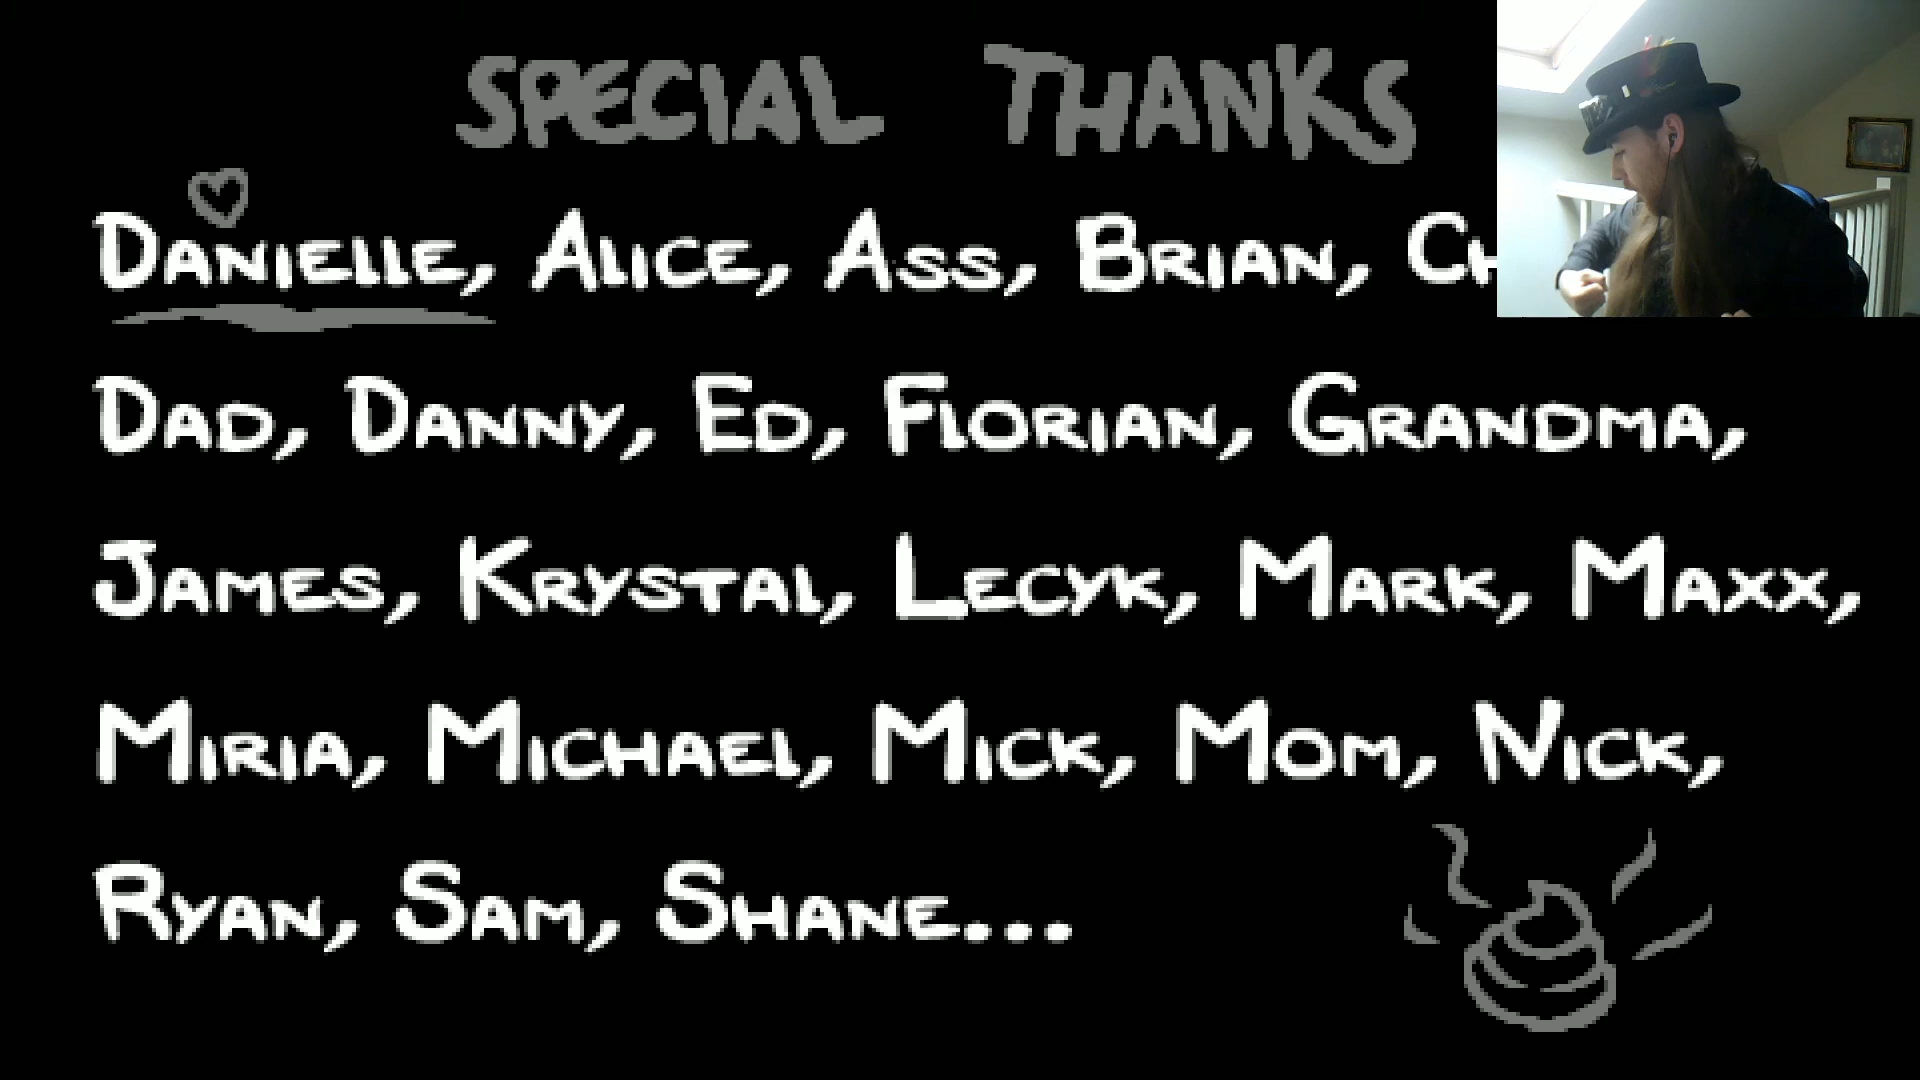 SPECIAL THANKS
DANIELLE, ALICE, ASS, BRIAN,
DAD, DANNY, ED, FLORIAN, GRANDMA,
JAMES, KRYSTAL, LECYK, MARK, MAXX,
MIRIA, MICHAEL, MICK, MOM, NICK,
RYAN, SAM, SHANE...